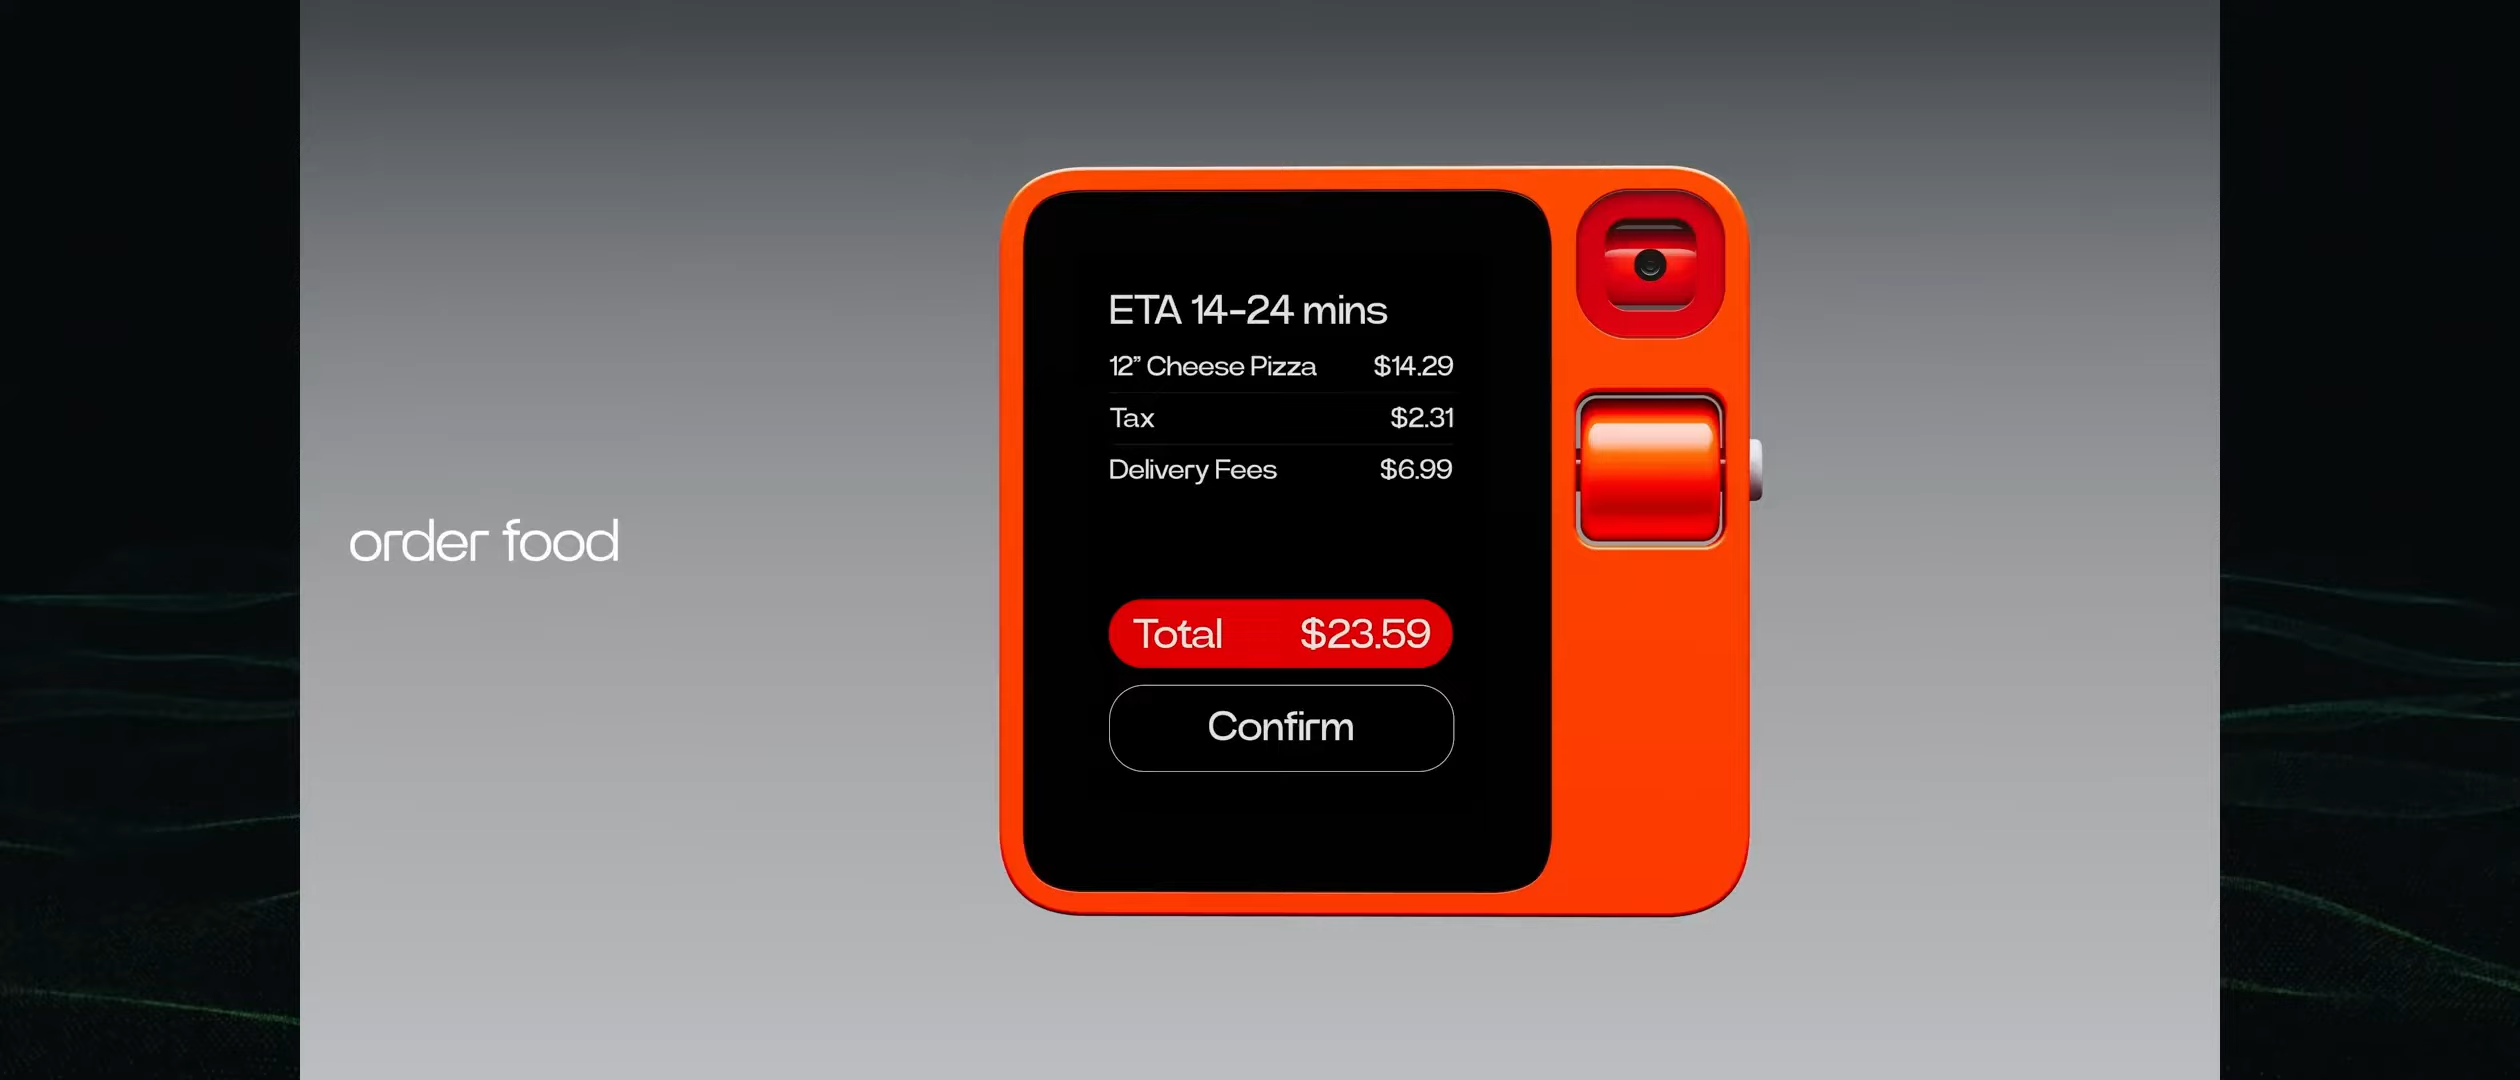 order food
ETA 14–24 mins
12” Cheese Pizza $14.29
Tax $2.31
Delivery Fees $6.99
Total $23.59
Confirm